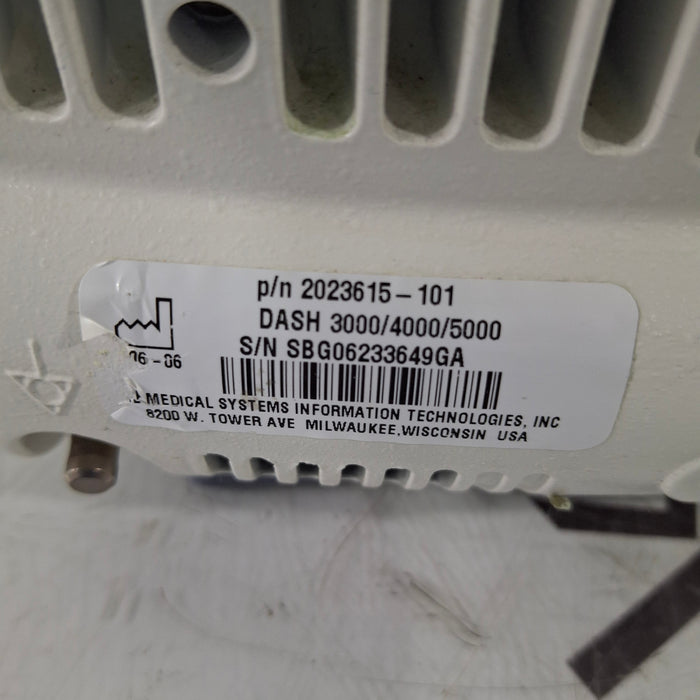 p/n 2023615-101
DASH 3000/4000/5000
S/N SBG06233649GA
06-06
MEDICAL SYSTEMS INFORMATION TECHNOLOGIES, INC
8200 W. TOWER AVE MILWAUKEE, WISCONSIN USA